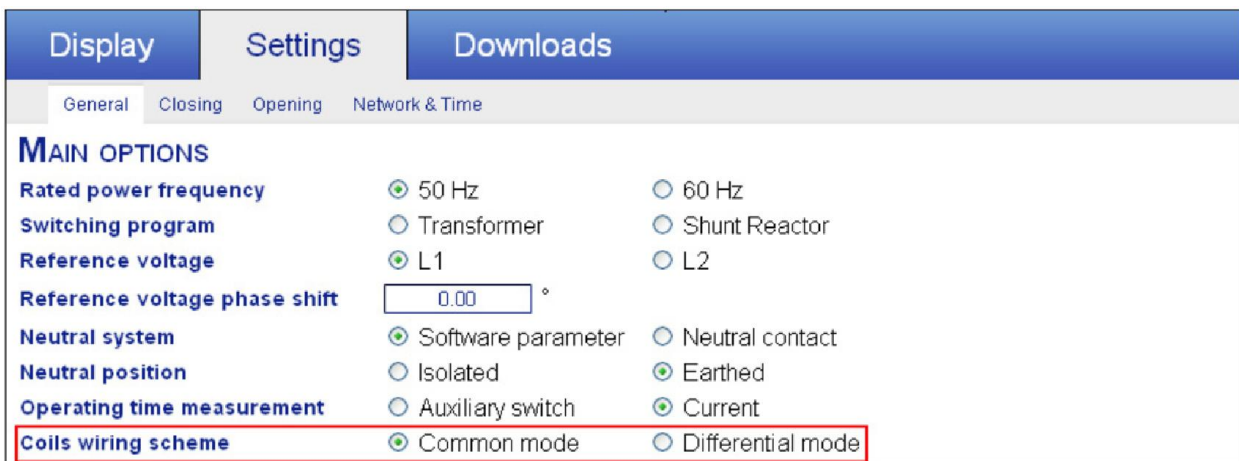 Display Settings Downloads
General Closing Opening Network & Time
MAIN OPTIONS
Rated power frequency 50 Hz 60 Hz
Switching program Transformer Shunt Reactor
Reference voltage L1 L2
Reference voltage phase shift 0.00 °
Neutral system Software parameter Neutral contact
Neutral position Isolated Earthed
Operating time measurement Auxiliary switch Current
Coils wiring scheme Common mode Differential mode